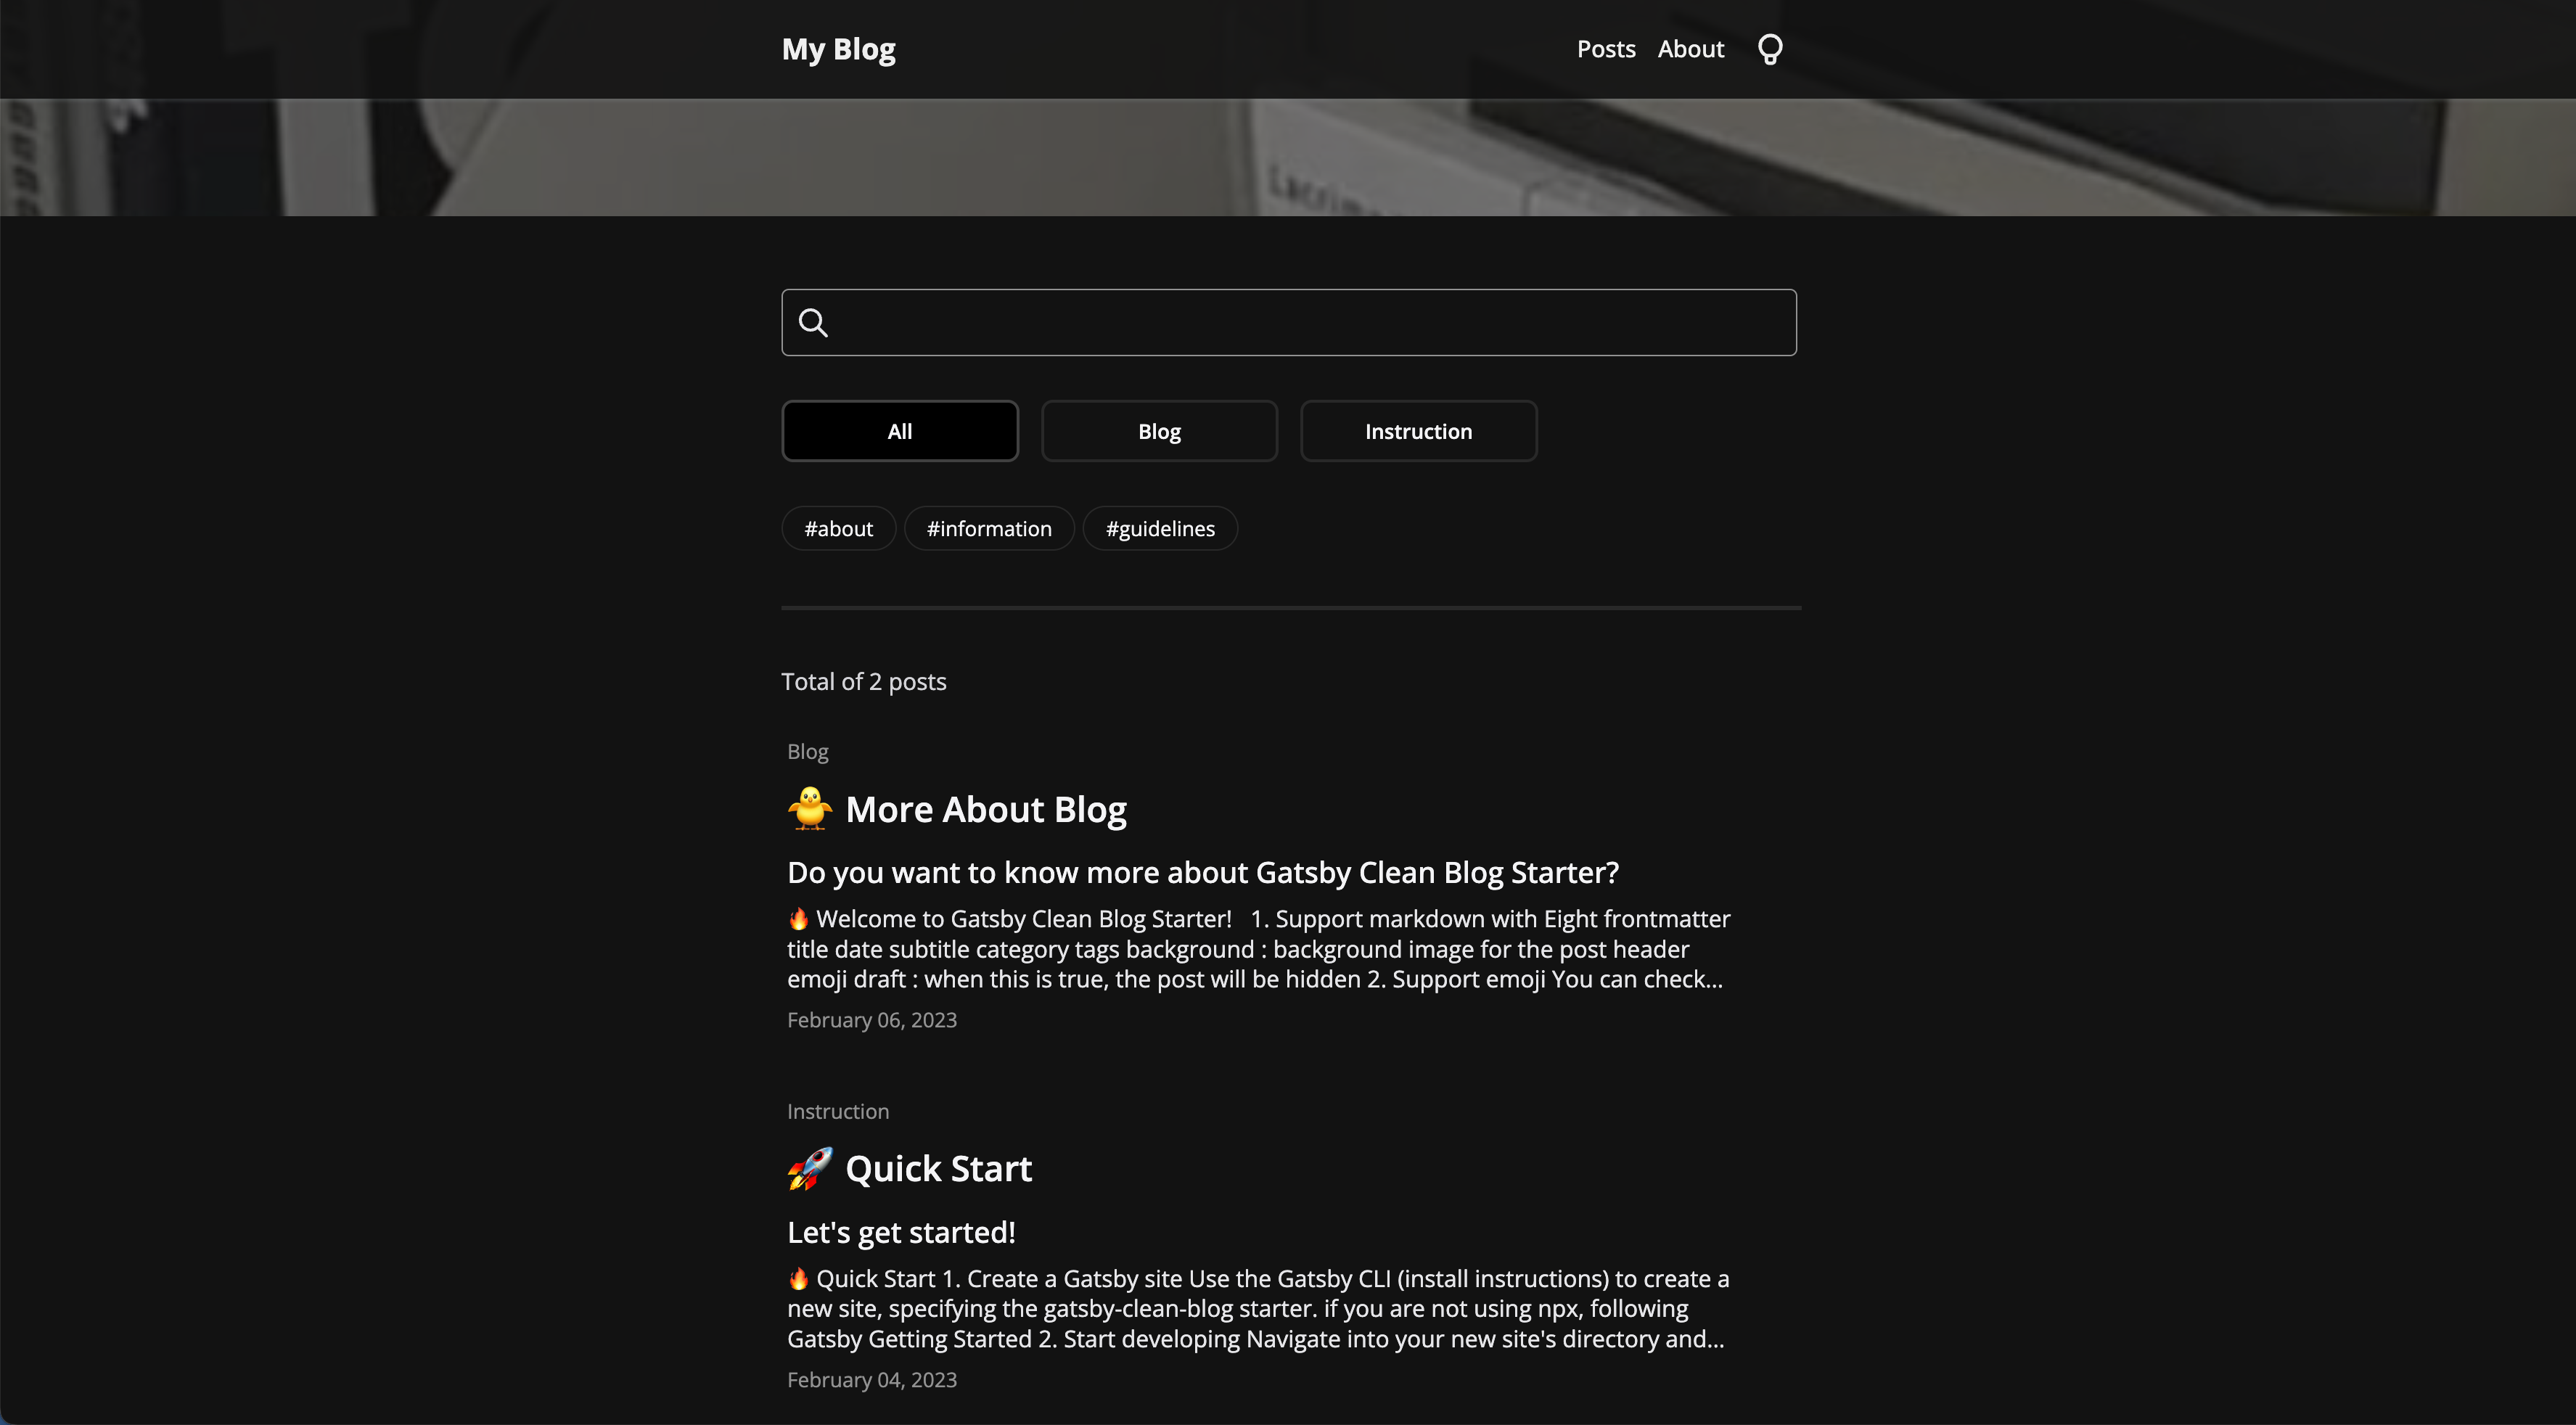 My Blog
Posts About
Lacrim
All
Blog
Instruction
#about #information #guidelines
Total of 2 posts
Blog
🐥 More About Blog
Do you want to know more about Gatsby Clean Blog Starter?
🔥 Welcome to Gatsby Clean Blog Starter!   1. Support markdown with Eight frontmatter
title date subtitle category tags background : background image for the post header
emoji draft : when this is true, the post will be hidden 2. Support emoji You can check...
February 06, 2023
Instruction
🚀 Quick Start
Let's get started!
🔥 Quick Start 1. Create a Gatsby site Use the Gatsby CLI (install instructions) to create a
new site, specifying the gatsby-clean-blog starter. if you are not using npx, following
Gatsby Getting Started 2. Start developing Navigate into your new site's directory and...
February 04, 2023